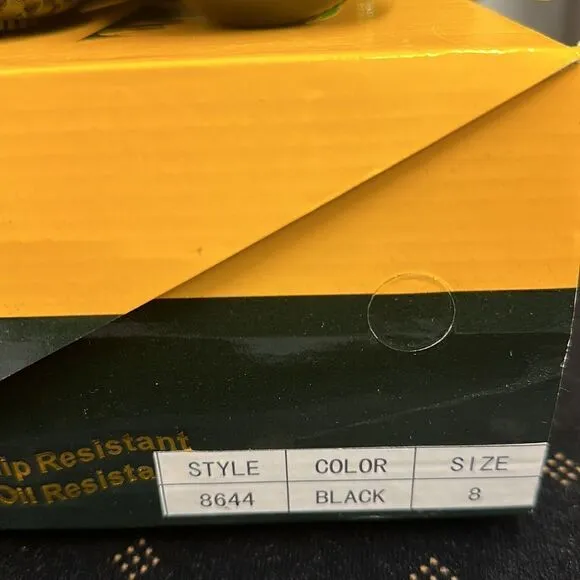 ip Resistant
Oil Resista
STYLE COLOR SIZE
8644 BLACK 8